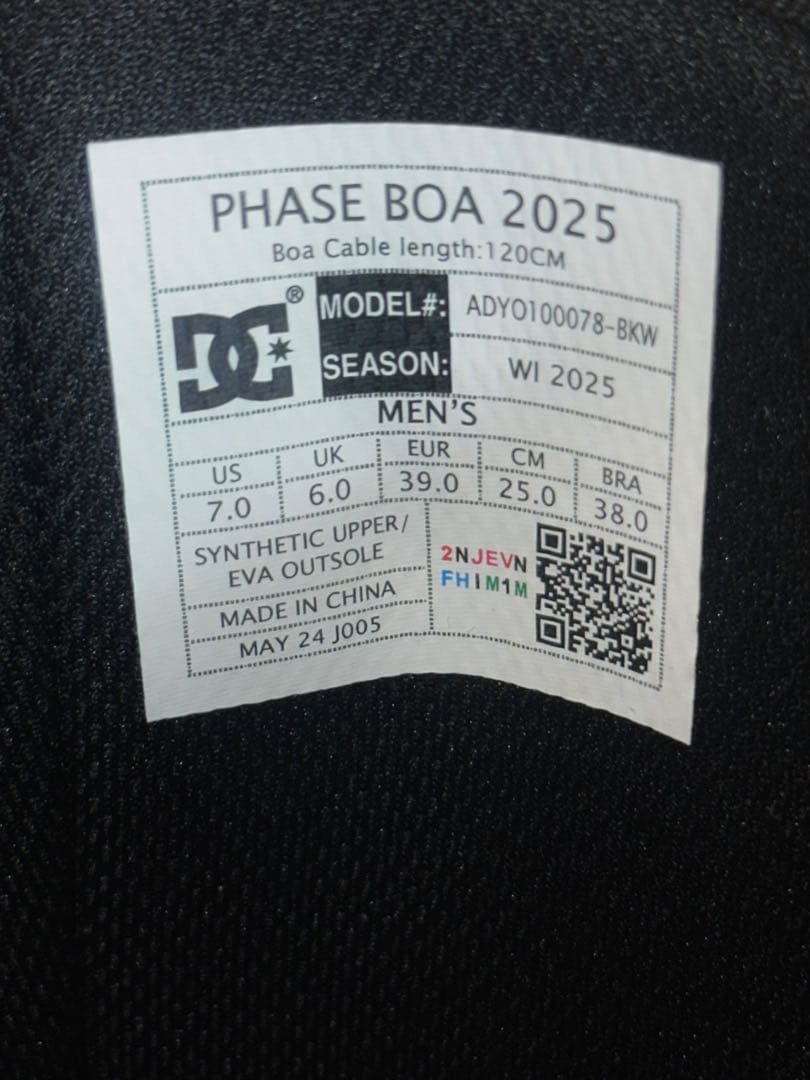 PHASE BOA 2025
Boa Cable length:120CM
DC®
MODEL#: ADYO100078-BKW
SEASON: WI 2025
MEN'S
US UK EUR CM BRA
7.0 6.0 39.0 25.0 38.0
SYNTHETIC UPPER/
EVA OUTSOLE
MADE IN CHINA
MAY 24 J005
2NJEVN
FHIM1M